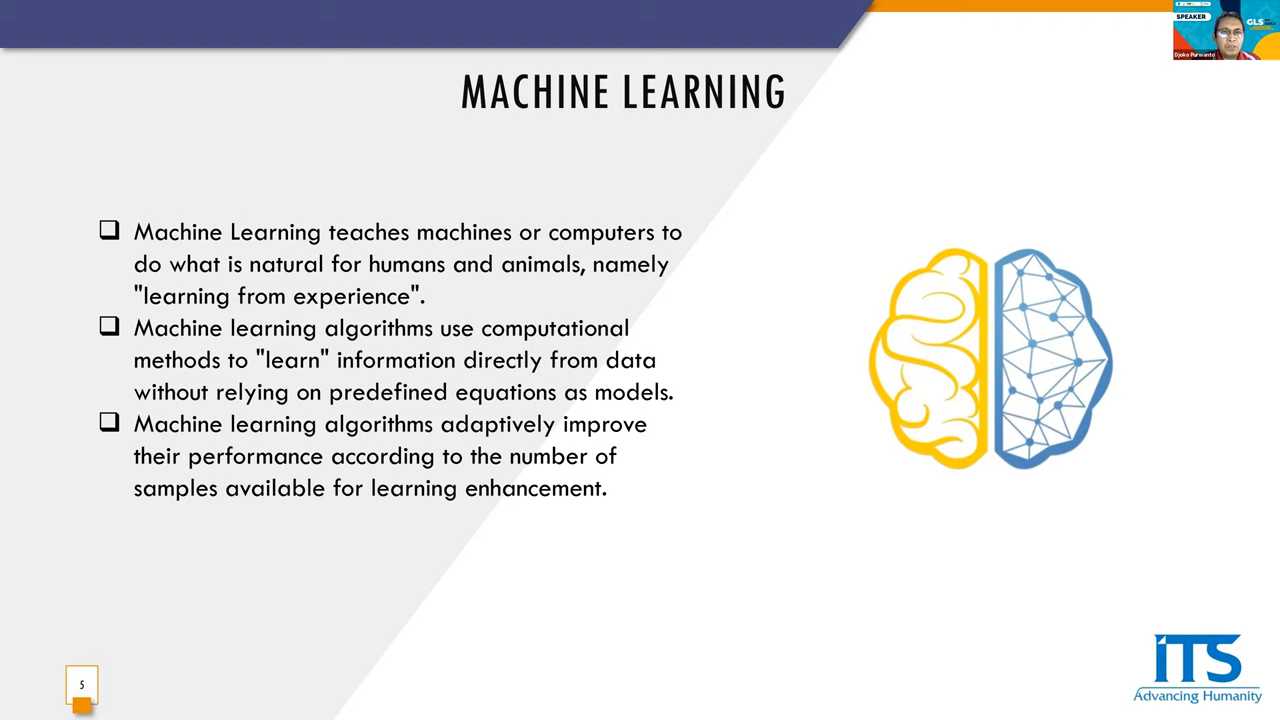 SPEAKER
GLS
Djoko Purwanto
MACHINE LEARNING
Machine Learning teaches machines or computers to
do what is natural for humans and animals, namely
"learning from experience".
Machine learning algorithms use computational
methods to "learn" information directly from data
without relying on predefined equations as models.
Machine learning algorithms adaptively improve
their performance according to the number of
samples available for learning enhancement.
5
ITS
Advancing Humanity